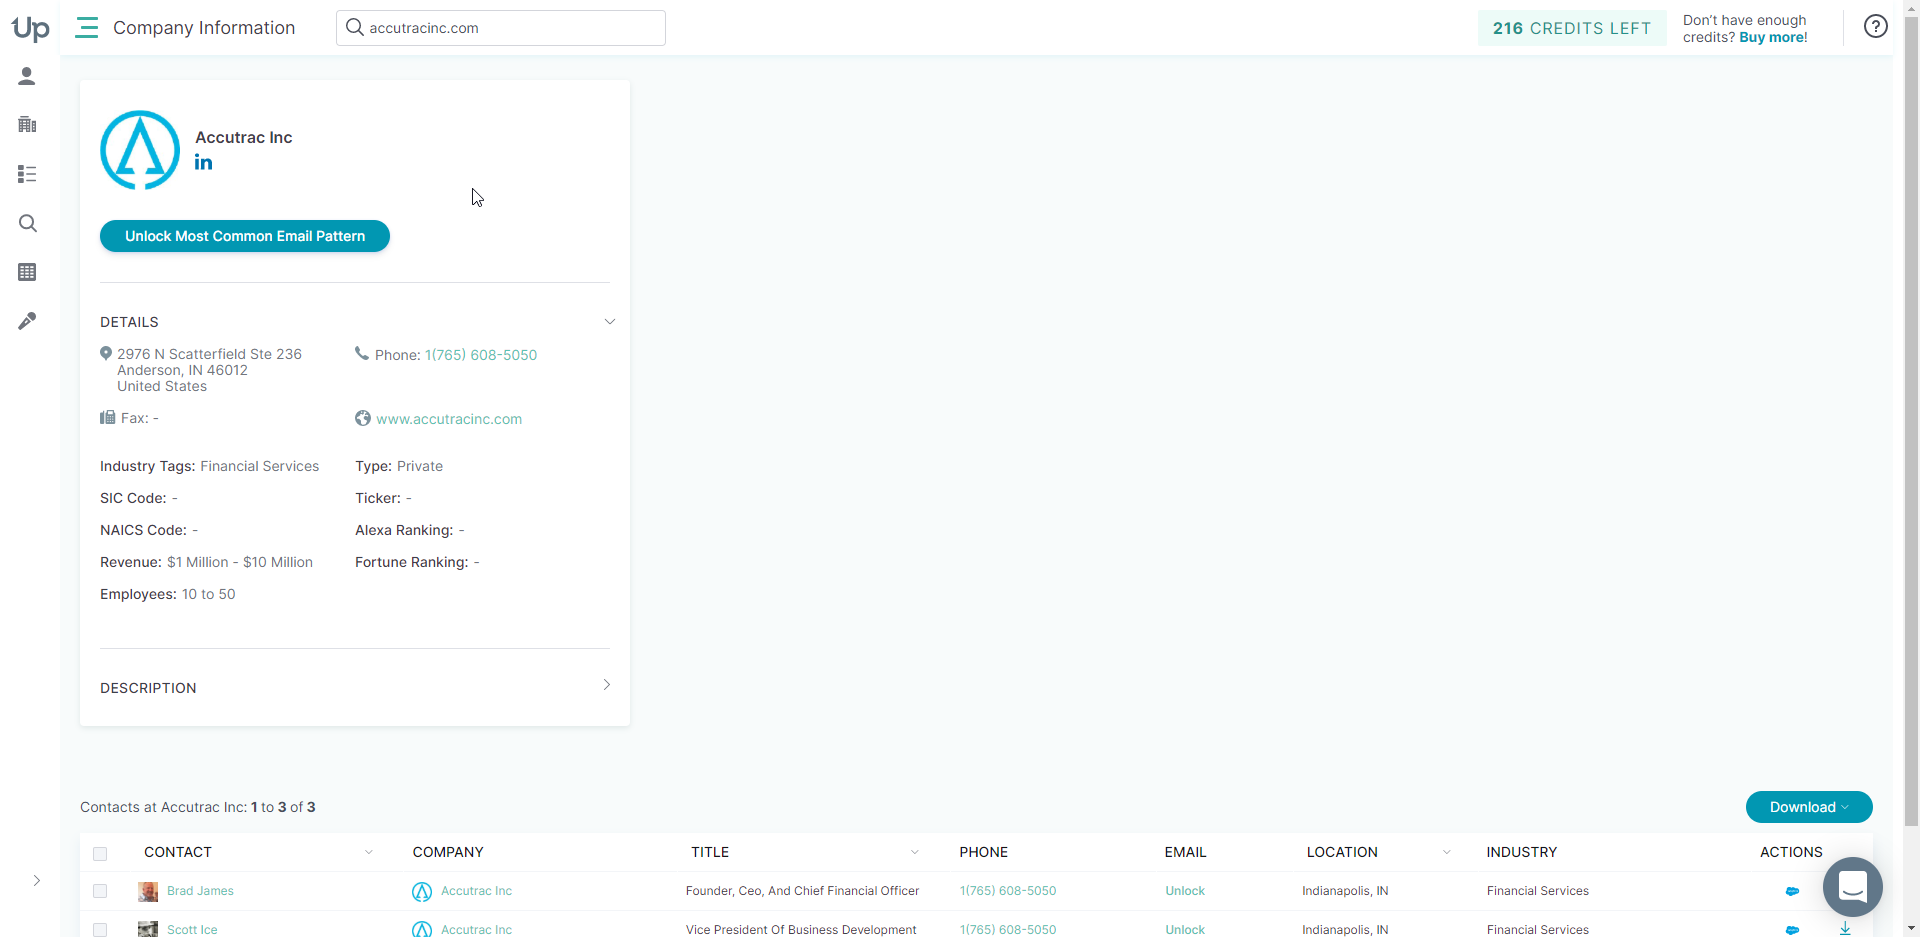 Up
Company Information
accutracinc.com
216 CREDITS LEFT
Don't have enough
credits? Buy more!
?
Accutrac Inc
in
Unlock Most Common Email Pattern
DETAILS
2976 N Scatterfield Ste 236
Anderson, IN 46012
United States
Phone: 1(765) 608-5050
Fax: -
www.accutracinc.com
Industry Tags: Financial Services
Type: Private
SIC Code: -
Ticker: -
NAICS Code: -
Alexa Ranking: -
Revenue: $1 Million - $10 Million
Fortune Ranking: -
Employees: 10 to 50
DESCRIPTION
Contacts at Accutrac Inc: 1 to 3 of 3
Download
CONTACT COMPANY TITLE PHONE EMAIL LOCATION INDUSTRY ACTIONS
Brad James Accutrac Inc Founder, Ceo, And Chief Financial Officer 1(765) 608-5050 Unlock Indianapolis, IN Financial Services
Scott Ice Accutrac Inc Vice President Of Business Development 1(765) 608-5050 Unlock Indianapolis, IN Financial Services